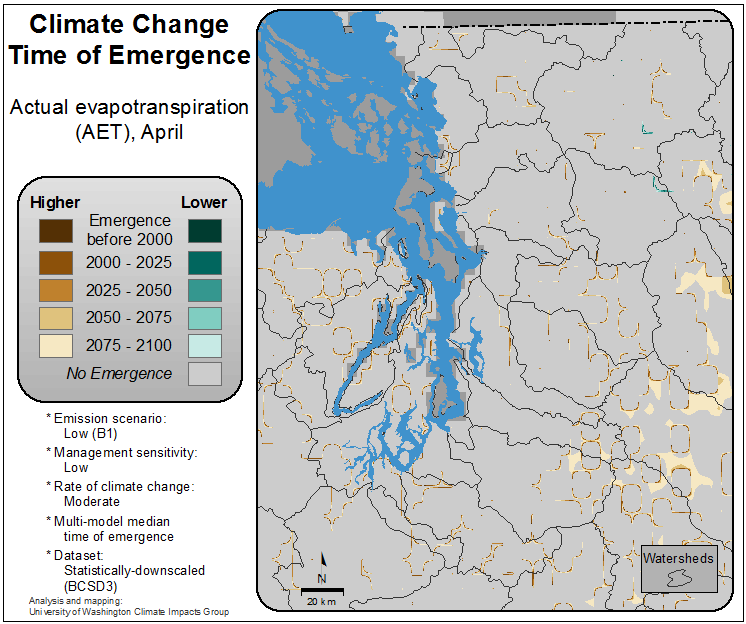 Climate Change
Time of Emergence
Actual evapotranspiration
(AET), April
Higher
Lower
Emergence
before 2000
2000 - 2025
2025 - 2050
2050 - 2075
2075 - 2100
No Emergence
* Emission scenario:
Low (B1)
* Management sensitivity:
Low
* Rate of climate change:
Moderate
* Multi-model median
time of emergence
* Dataset:
Statistically-downscaled
(BCSD3)
Analysis and mapping:
University of Washington Climate Impacts Group
N
20 km
Watersheds